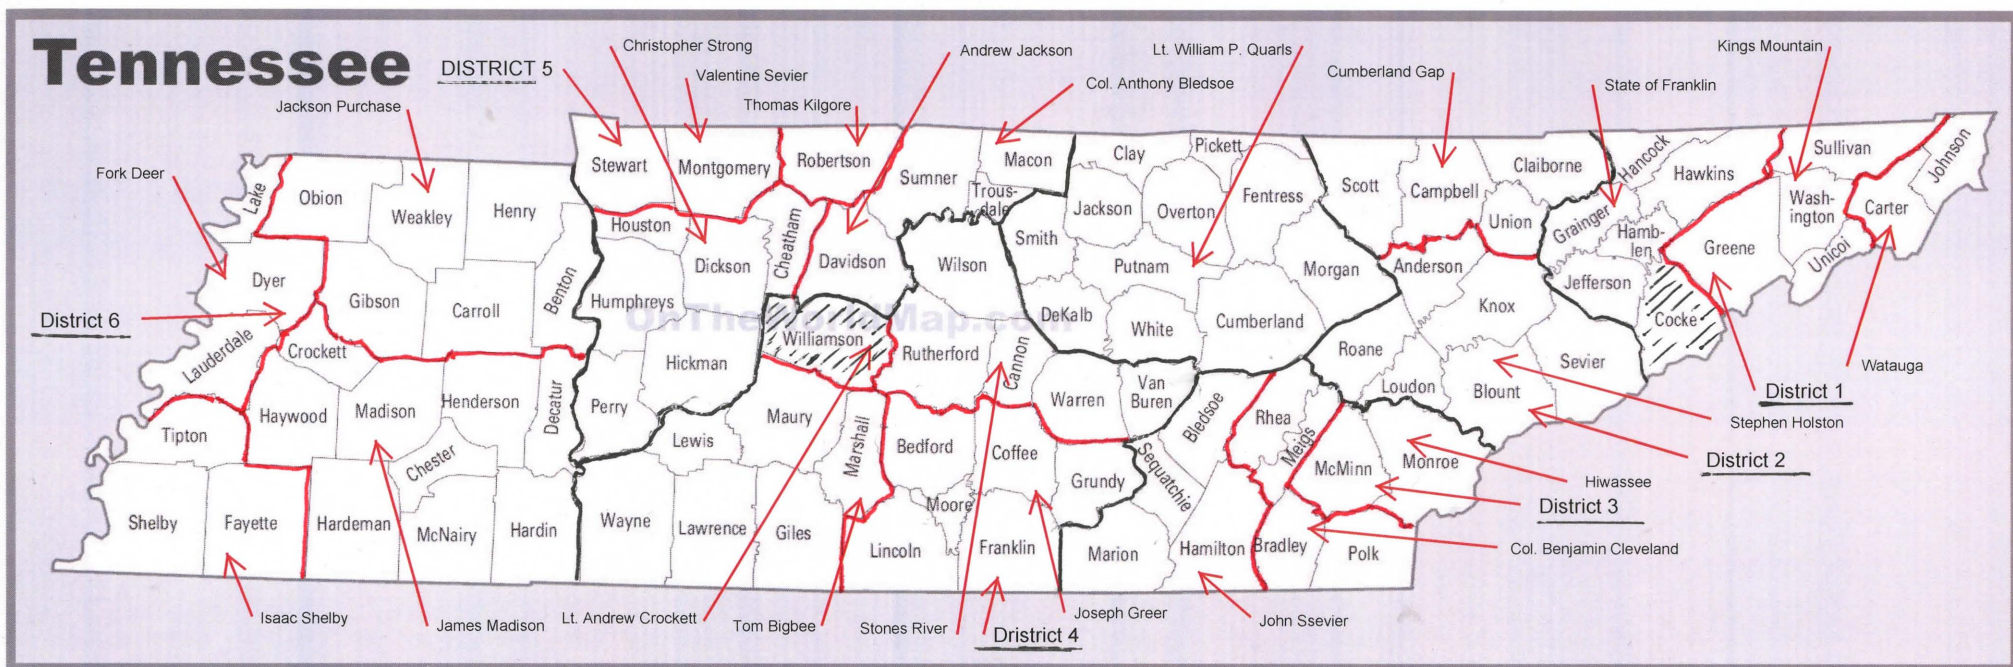 Tennessee
DISTRICT 5
Christopher Strong
Valentine Sevier
Thomas Kilgore
Andrew Jackson
Col. Anthony Bledsoe
Lt. William P. Quarls
Cumberland Gap
State of Franklin
Kings Mountain
Jackson Purchase
Fork Deer
District 6
Lake
Obion
Weakley
Henry
Stewart
Montgomery
Robertson
Sumner
Macon
Trous-
dale
Clay
Pickett
Scott
Campbell
Claiborne
Hancock
Hawkins
Sullivan
Johnson
Houston
Dickson
Cheatham
Davidson
Wilson
Smith
Jackson
Overton
Fentress
Union
Grainger
Hamb-
len
Greene
Wash-
ington
Carter
Unicoi
Dyer
Gibson
Carroll
Benton
Humphreys
Putnam
Morgan
Anderson
Knox
Jefferson
Cocke
OnTheWorldMap.com
Lauderdale
Crockett
Williamson
Rutherford
Cannon
DeKalb
White
Cumberland
Roane
Loudon
Blount
Sevier
Hickman
Tipton
Haywood
Madison
Henderson
Decatur
Perry
Lewis
Maury
Marshall
Bedford
Coffee
Warren
Van
Buren
Bledsoe
Rhea
Meigs
McMinn
Monroe
Chester
Shelby
Fayette
Hardeman
McNairy
Hardin
Wayne
Lawrence
Giles
Moore
Lincoln
Franklin
Grundy
Sequatchie
Marion
Hamilton
Bradley
Polk
Watauga
District 1
Stephen Holston
District 2
Hiwassee
District 3
Col. Benjamin Cleveland
Isaac Shelby
James Madison
Lt. Andrew Crockett
Tom Bigbee
Stones River
Dristrict 4
Joseph Greer
John Ssevier